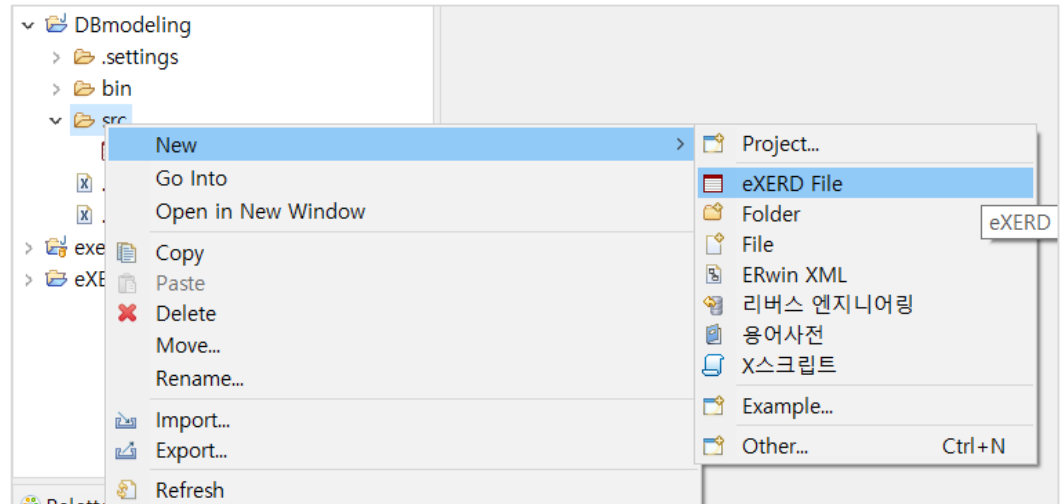 DBmodeling
.settings
bin
src
New
Go Into
Open in New Window
exe
Copy
eXE
Paste
Delete
Move...
Rename...
Import...
Export...
Refresh
Project...
eXERD File
Folder
eXERD
File
ERwin XML
리버스 엔지니어링
용어사전
X스크립트
Example...
Other... Ctrl+N